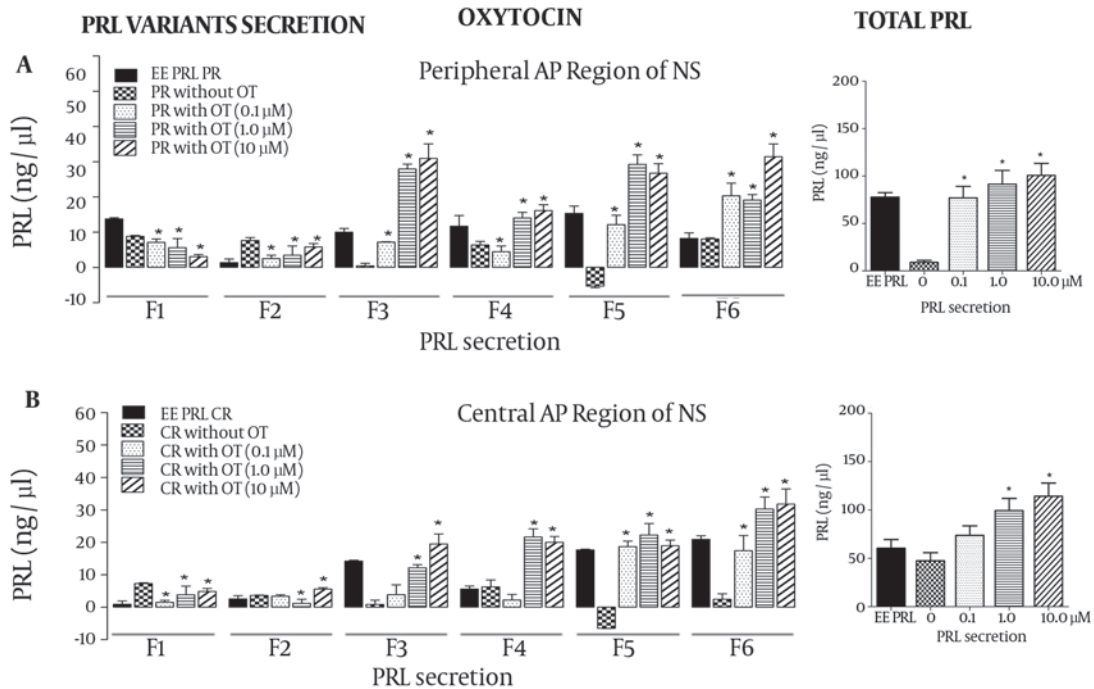 PRL VARIANTS SECRETION
OXYTOCIN
TOTAL PRL
A
Peripheral AP Region of NS
EE PRL PR
PR without OT
PR with OT (0.1 μM)
PR with OT (1.0 μM)
PR with OT (10 μM)
PRL (ng/μl)
60
50
40
30
20
10
0
-10
* * * * * * * * * * * * * * * * * *
F1 F2 F3 F4 F5 F6
PRL secretion
PRL (ng/μl)
200
150
100
50
0
* * *
EE PRL 0 0.1 1.0 10.0 μM
PRL secretion
B
Central AP Region of NS
EE PRL CR
CR without OT
CR with OT (0.1 μM)
CR with OT (1.0 μM)
CR with OT (10 μM)
PRL (ng/μl)
60
50
40
30
20
10
0
-10
* * * * * * * * * * * * * * *
F1 F2 F3 F4 F5 F6
PRL secretion
PRL (ng/μl)
200
150
100
50
0
* *
EE PRL 0 0.1 1.0 10.0 μM
PRL secretion